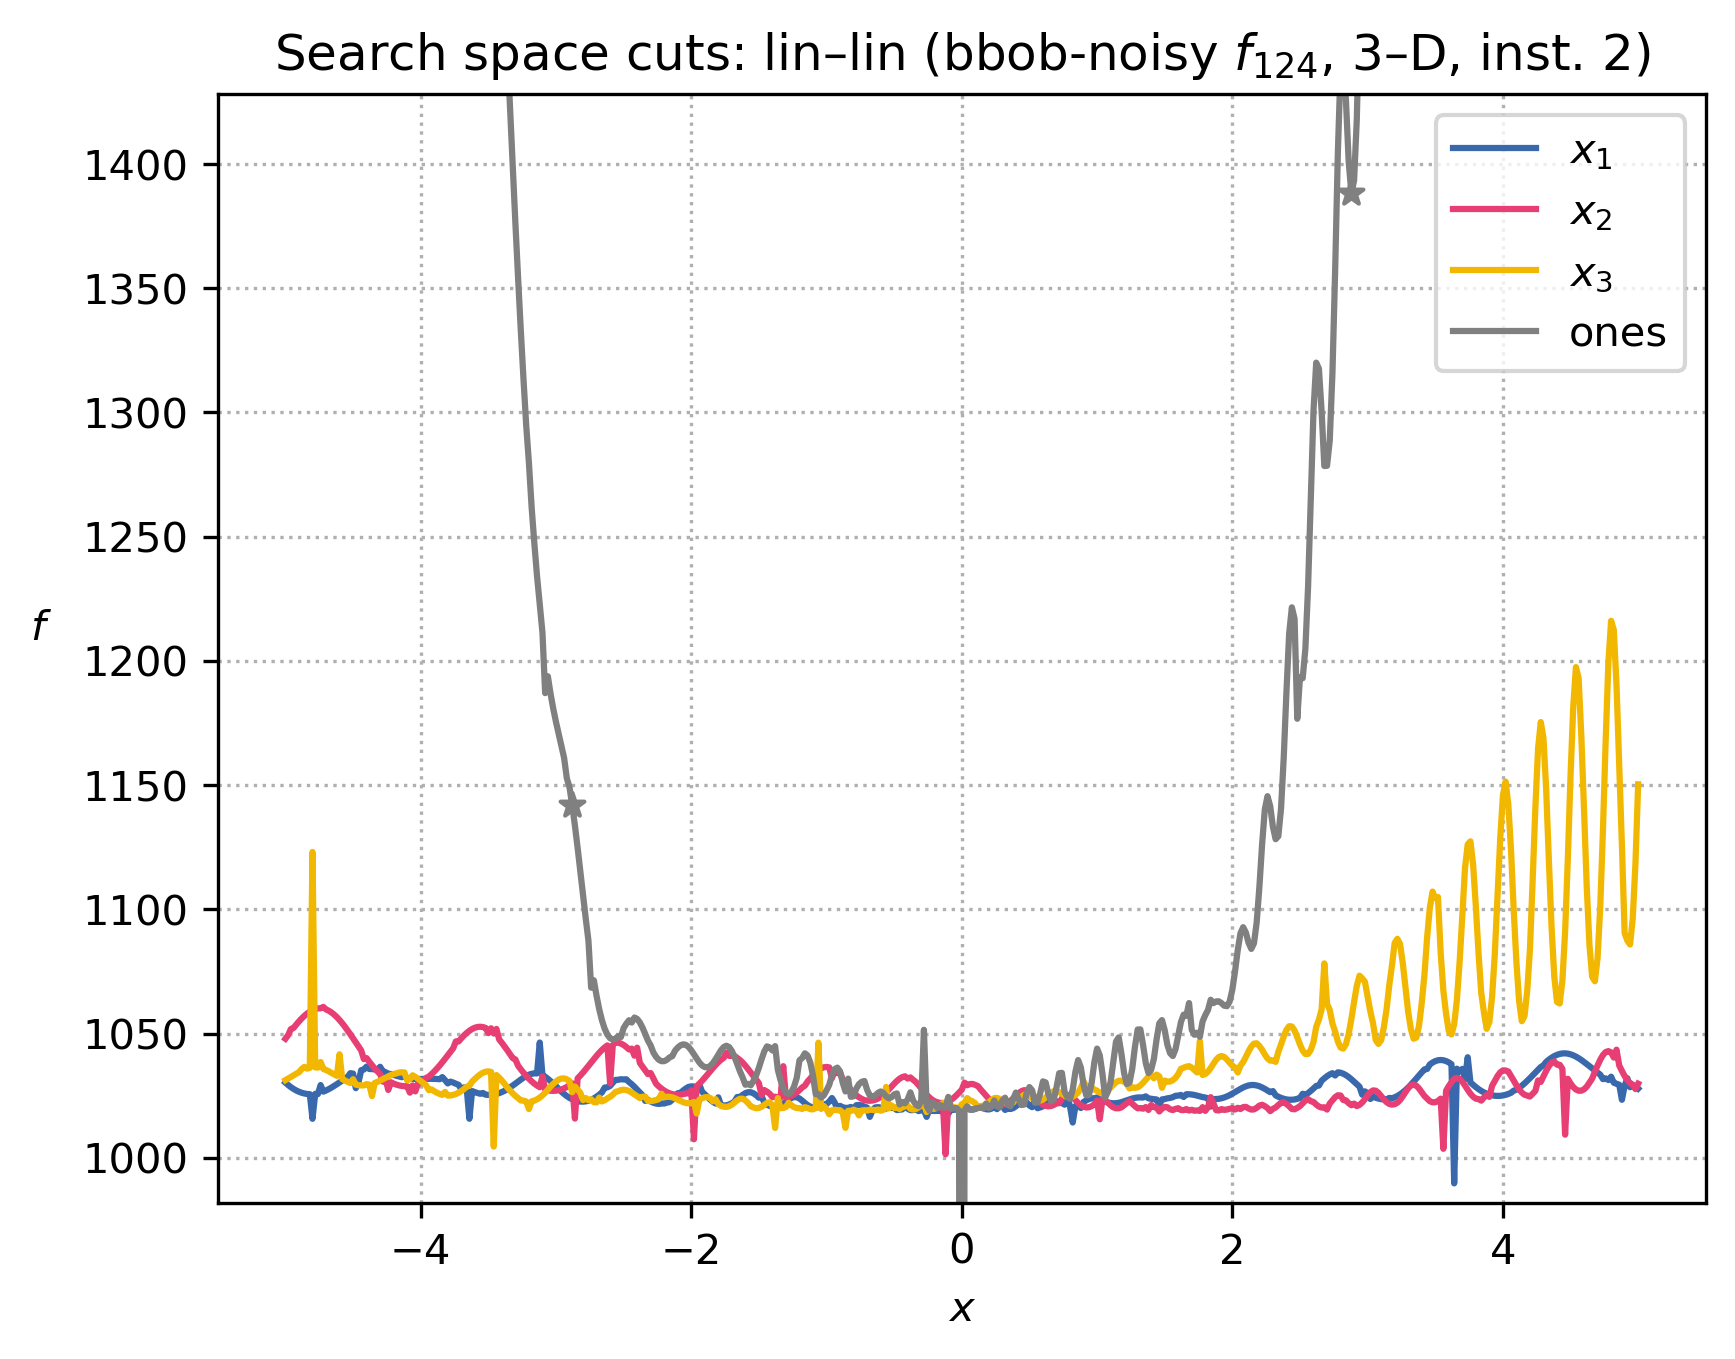 Search space cuts: lin–lin (bbob-noisy f₁₂₄, 3–D, inst. 2)
x₁
x₂
x₃
ones
f
1400
1350
1300
1250
1200
1150
1100
1050
1000
−4
−2
0
2
4
x